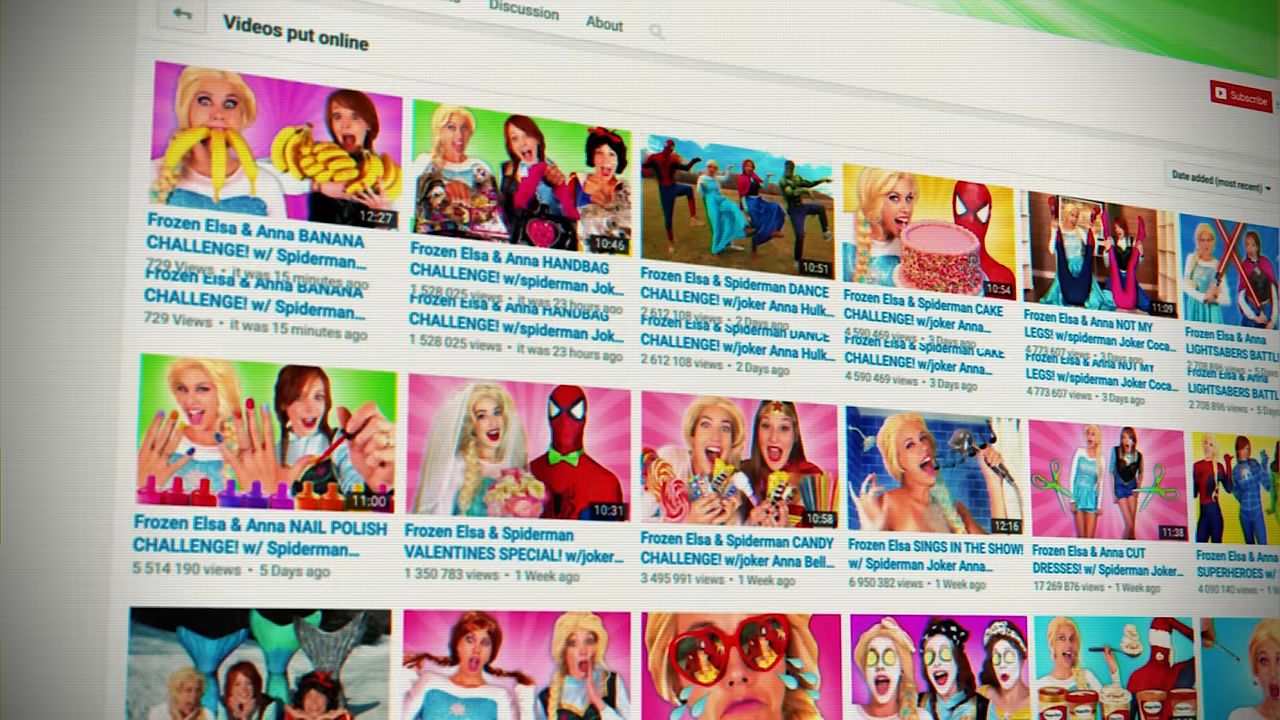 Discussion
About
Videos put online
Subscribe
Date added (most recent)
12:27
10:46
10:51
10:54
11:09
Frozen Elsa & Anna BANANA
CHALLENGE! w/ Spiderman...
729 Views • it was 15 minutes ago
Frozen Elsa & Anna BANANA
CHALLENGE! w/ Spiderman...
729 Views • it was 15 minutes ago
Frozen Elsa & Anna HANDBAG
CHALLENGE! w/spiderman Jok...
1 528 025 views • it was 23 hours ago
Frozen Elsa & Anna HANDBAG
CHALLENGE! w/spiderman Jok...
1 528 025 views • it was 23 hours ago
Frozen Elsa & Spiderman DANCE
CHALLENGE! w/joker Anna Hulk...
2 612 108 views • 2 Days ago
Frozen Elsa & Spiderman DANCE
CHALLENGE! w/joker Anna Hulk...
2 612 108 views • 2 Days ago
Frozen Elsa & Spiderman CAKE
CHALLENGE! w/joker Anna...
4 590 469 views • 3 Days ago
Frozen Elsa & Spiderman CAKE
CHALLENGE! w/joker Anna...
4 590 469 views • 3 Days ago
Frozen Elsa & Anna NOT MY
LEGS! w/spiderman Joker Coca...
4 773 607 views • 3 Days ago
Frozen Elsa & Anna NOT MY
LEGS! w/spiderman Joker Coca...
4 773 607 views • 3 Days ago
Frozen Elsa & Anna
LIGHTSABERS BATTL
2 708 896 views • 5 Days
Frozen Elsa & Anna
LIGHTSABERS BATTL
2 708 896 views • 5 Da
11:00
10:31
10:58
12:16
11:38
Frozen Elsa & Anna NAIL POLISH
CHALLENGE! w/ Spiderman...
5 514 190 views • 5 Days ago
Frozen Elsa & Spiderman
VALENTINES SPECIAL! w/joker...
1 350 783 views • 1 Week ago
Frozen Elsa & Spiderman CANDY
CHALLENGE! w/joker Anna Bell...
3 495 991 views • 1 Week ago
Frozen Elsa SINGS IN THE SHOW!
w/ Spiderman Joker Anna...
6 950 382 views • 1 Week ago
Frozen Elsa & Anna CUT
DRESSES! w/ Spiderman Joker...
17 269 876 views • 1 Week ago
Frozen Elsa & Anna
SUPERHEROES w/
4 090 140 views • 1